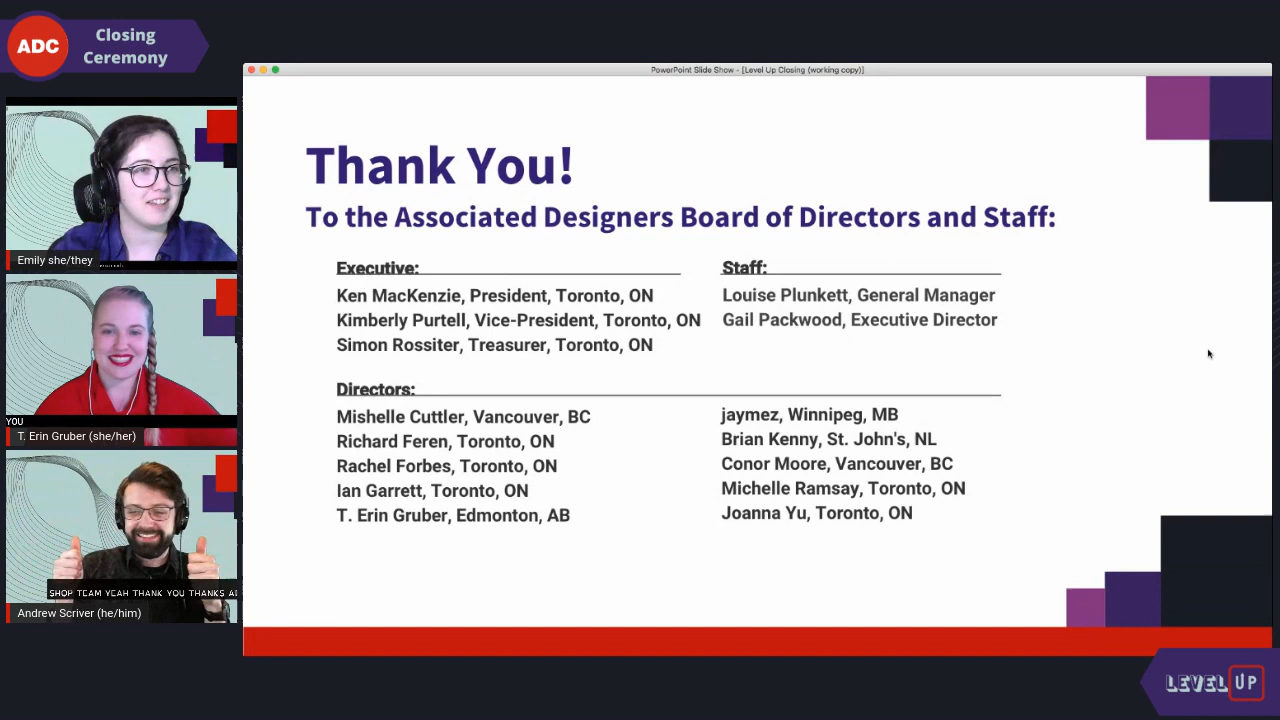 ADC
Closing
Ceremony
PowerPoint Slide Show - [Level Up Closing (working copy)]
Thank You!
To the Associated Designers Board of Directors and Staff:
Executive:
Ken MacKenzie, President, Toronto, ON
Kimberly Purtell, Vice-President, Toronto, ON
Simon Rossiter, Treasurer, Toronto, ON
Staff:
Louise Plunkett, General Manager
Gail Packwood, Executive Director
Directors:
Mishelle Cuttler, Vancouver, BC
Richard Feren, Toronto, ON
Rachel Forbes, Toronto, ON
Ian Garrett, Toronto, ON
T. Erin Gruber, Edmonton, AB
jaymez, Winnipeg, MB
Brian Kenny, St. John's, NL
Conor Moore, Vancouver, BC
Michelle Ramsay, Toronto, ON
Joanna Yu, Toronto, ON
Emily she/they
YOU
T. Erin Gruber (she/her)
SHOP TEAM YEAH THANK YOU THANKS
Andrew Scriver (he/him)
LEVEL UP